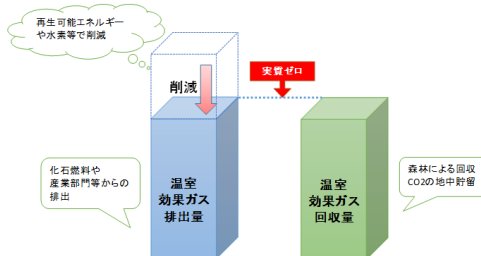 再生可能エネルギー
や水素等で削減
削減
実質ゼロ
化石燃料や
産業部門等からの
排出
温室
効果ガス
排出量
温室
効果ガス
回収量
森林による回収
CO2の地中貯留